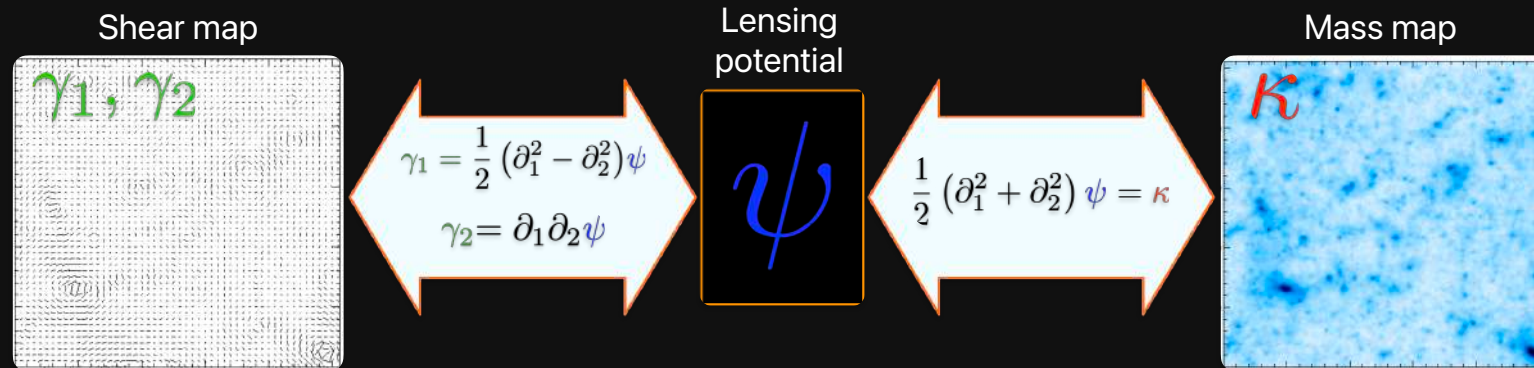 Shear map
Lensing
potential
Mass map
γ₁, γ₂
γ₁ = 1/2 (∂₁² − ∂₂²)ψ
γ₂ = ∂₁∂₂ψ
ψ
1/2 (∂₁² + ∂₂²) ψ = κ
κ